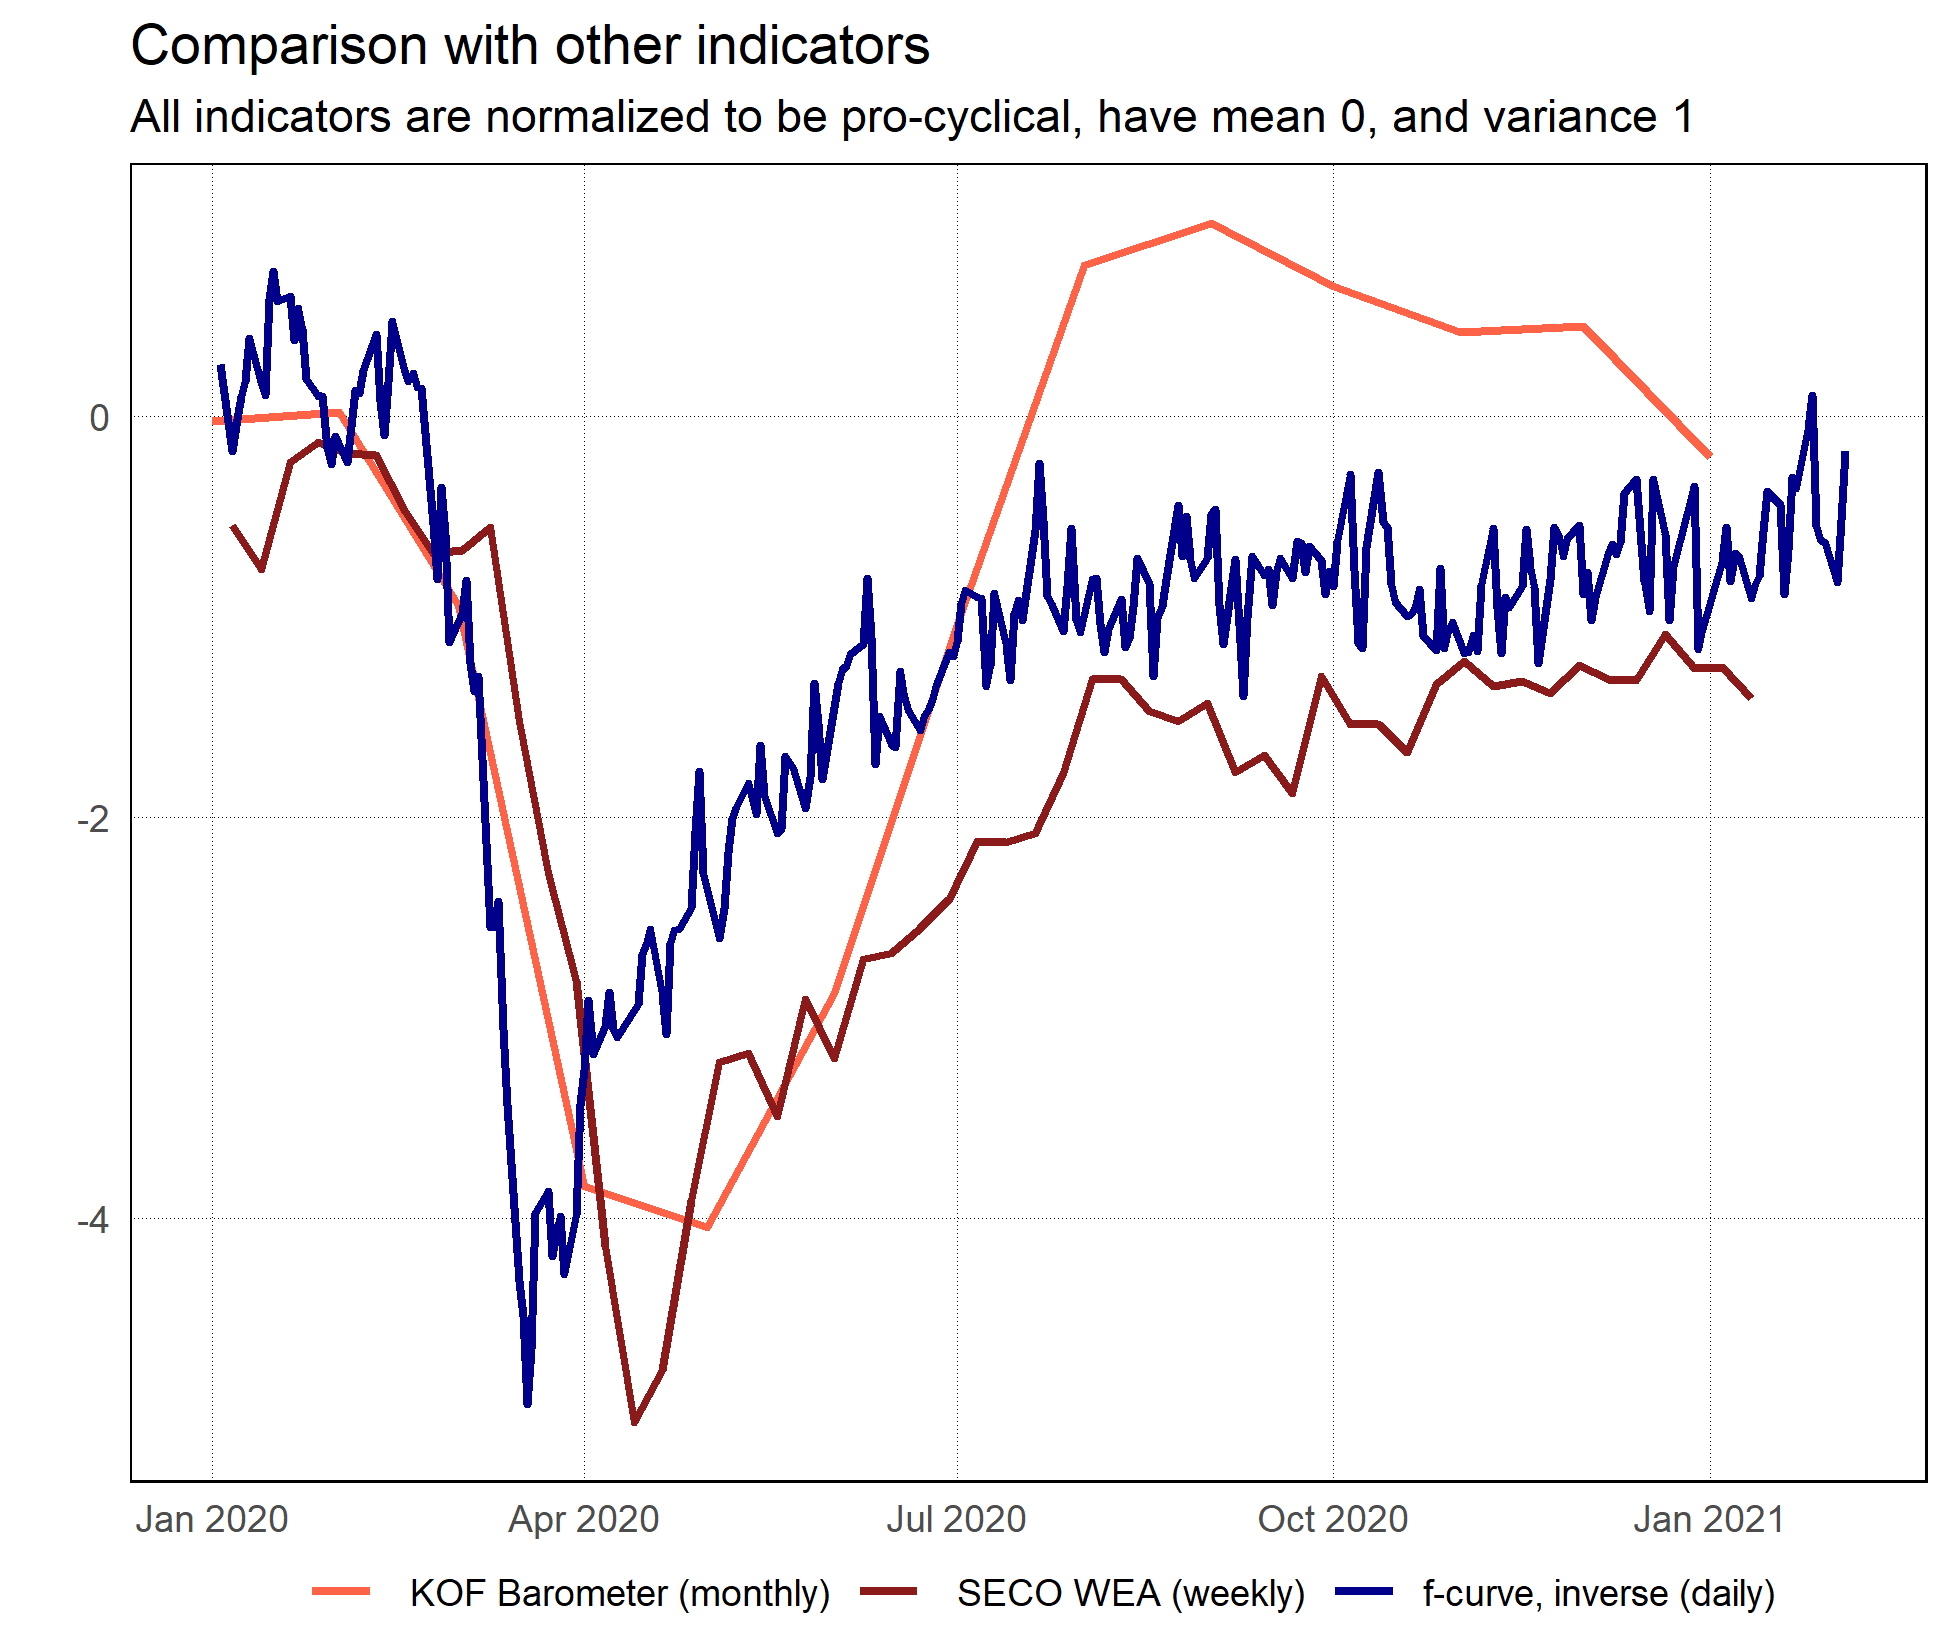 Comparison with other indicators
All indicators are normalized to be pro-cyclical, have mean 0, and variance 1
0
-2
-4
Jan 2020 Apr 2020 Jul 2020 Oct 2020 Jan 2021
KOF Barometer (monthly) SECO WEA (weekly) f-curve, inverse (daily)